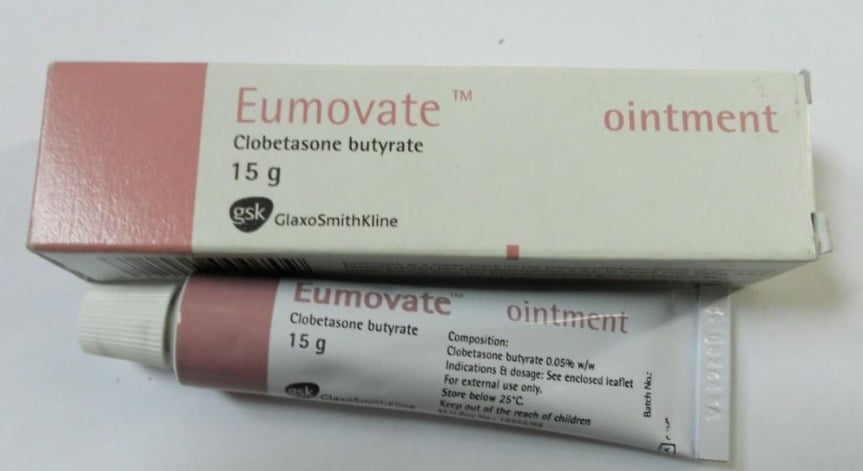 Eumovate™
ointment
Clobetasone butyrate
15 g
gsk GlaxoSmithKline
Eumovate™
ointment
Clobetasone butyrate
15 g
gsk GlaxoSmithKline
Composition:
Clobetasone butyrate 0.05% w/w
Indications & dosage: See enclosed leaflet
For external use only.
Store below 25°C
Keep out of the reach of children
Batch No.: